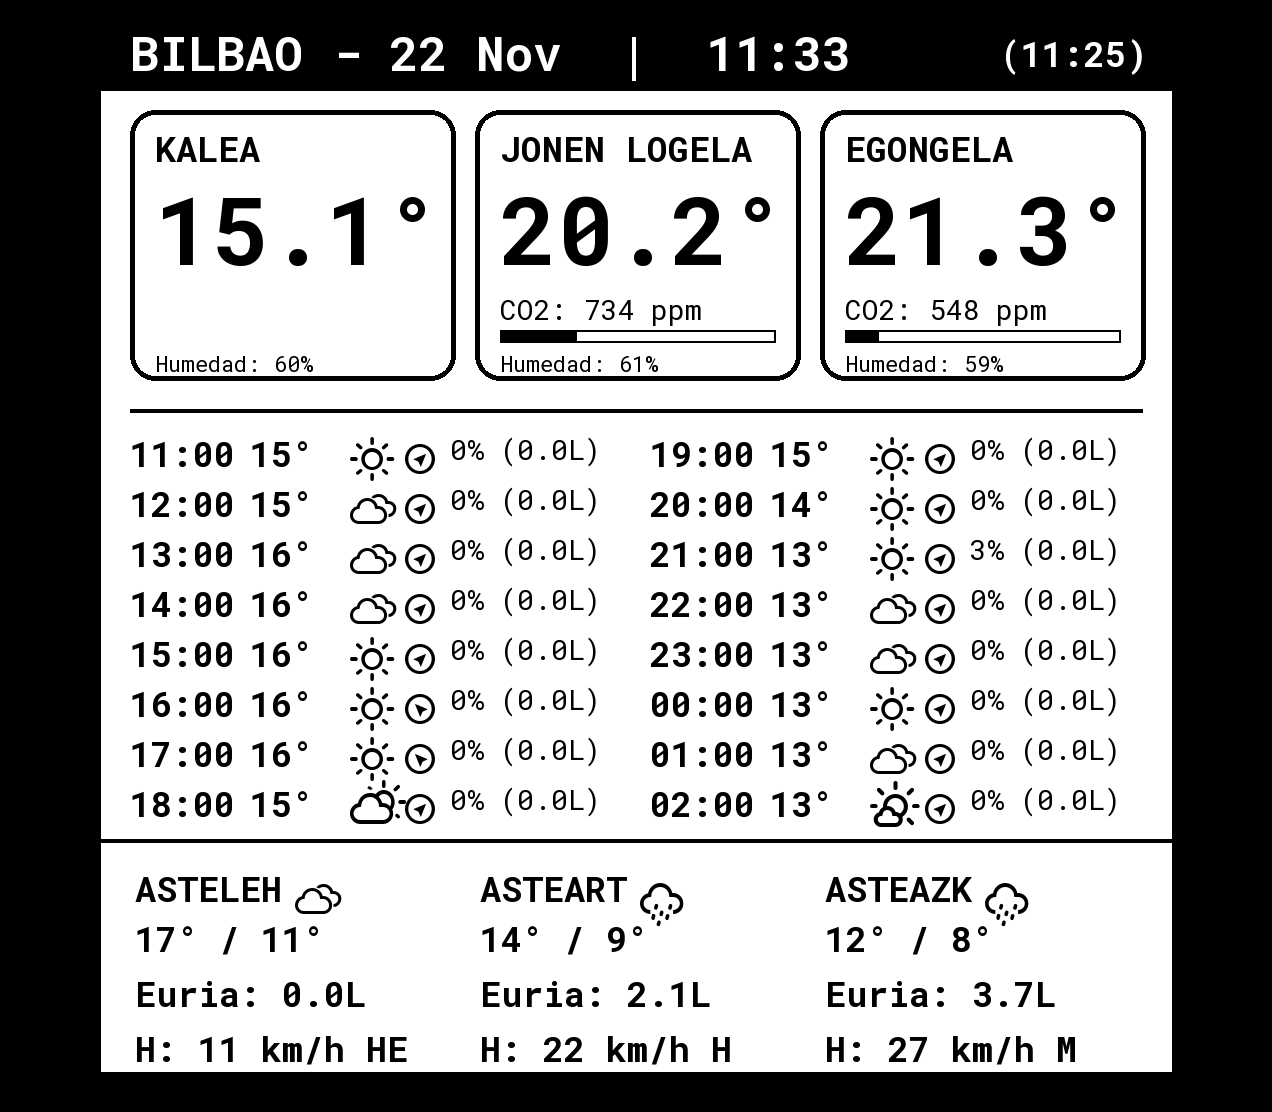 BILBAO - 22 Nov | 11:33 (11:25)
KALEA
15.1°
Humedad: 60%
JONEN LOGELA
20.2°
CO2: 734 ppm
Humedad: 61%
EGONGELA
21.3°
CO2: 548 ppm
Humedad: 59%
11:00 15° 0% (0.0L)
12:00 15° 0% (0.0L)
13:00 16° 0% (0.0L)
14:00 16° 0% (0.0L)
15:00 16° 0% (0.0L)
16:00 16° 0% (0.0L)
17:00 16° 0% (0.0L)
18:00 15° 0% (0.0L)
19:00 15° 0% (0.0L)
20:00 14° 0% (0.0L)
21:00 13° 3% (0.0L)
22:00 13° 0% (0.0L)
23:00 13° 0% (0.0L)
00:00 13° 0% (0.0L)
01:00 13° 0% (0.0L)
02:00 13° 0% (0.0L)
ASTELEH
17° / 11°
Euria: 0.0L
H: 11 km/h HE
ASTEART
14° / 9°
Euria: 2.1L
H: 22 km/h H
ASTEAZK
12° / 8°
Euria: 3.7L
H: 27 km/h M